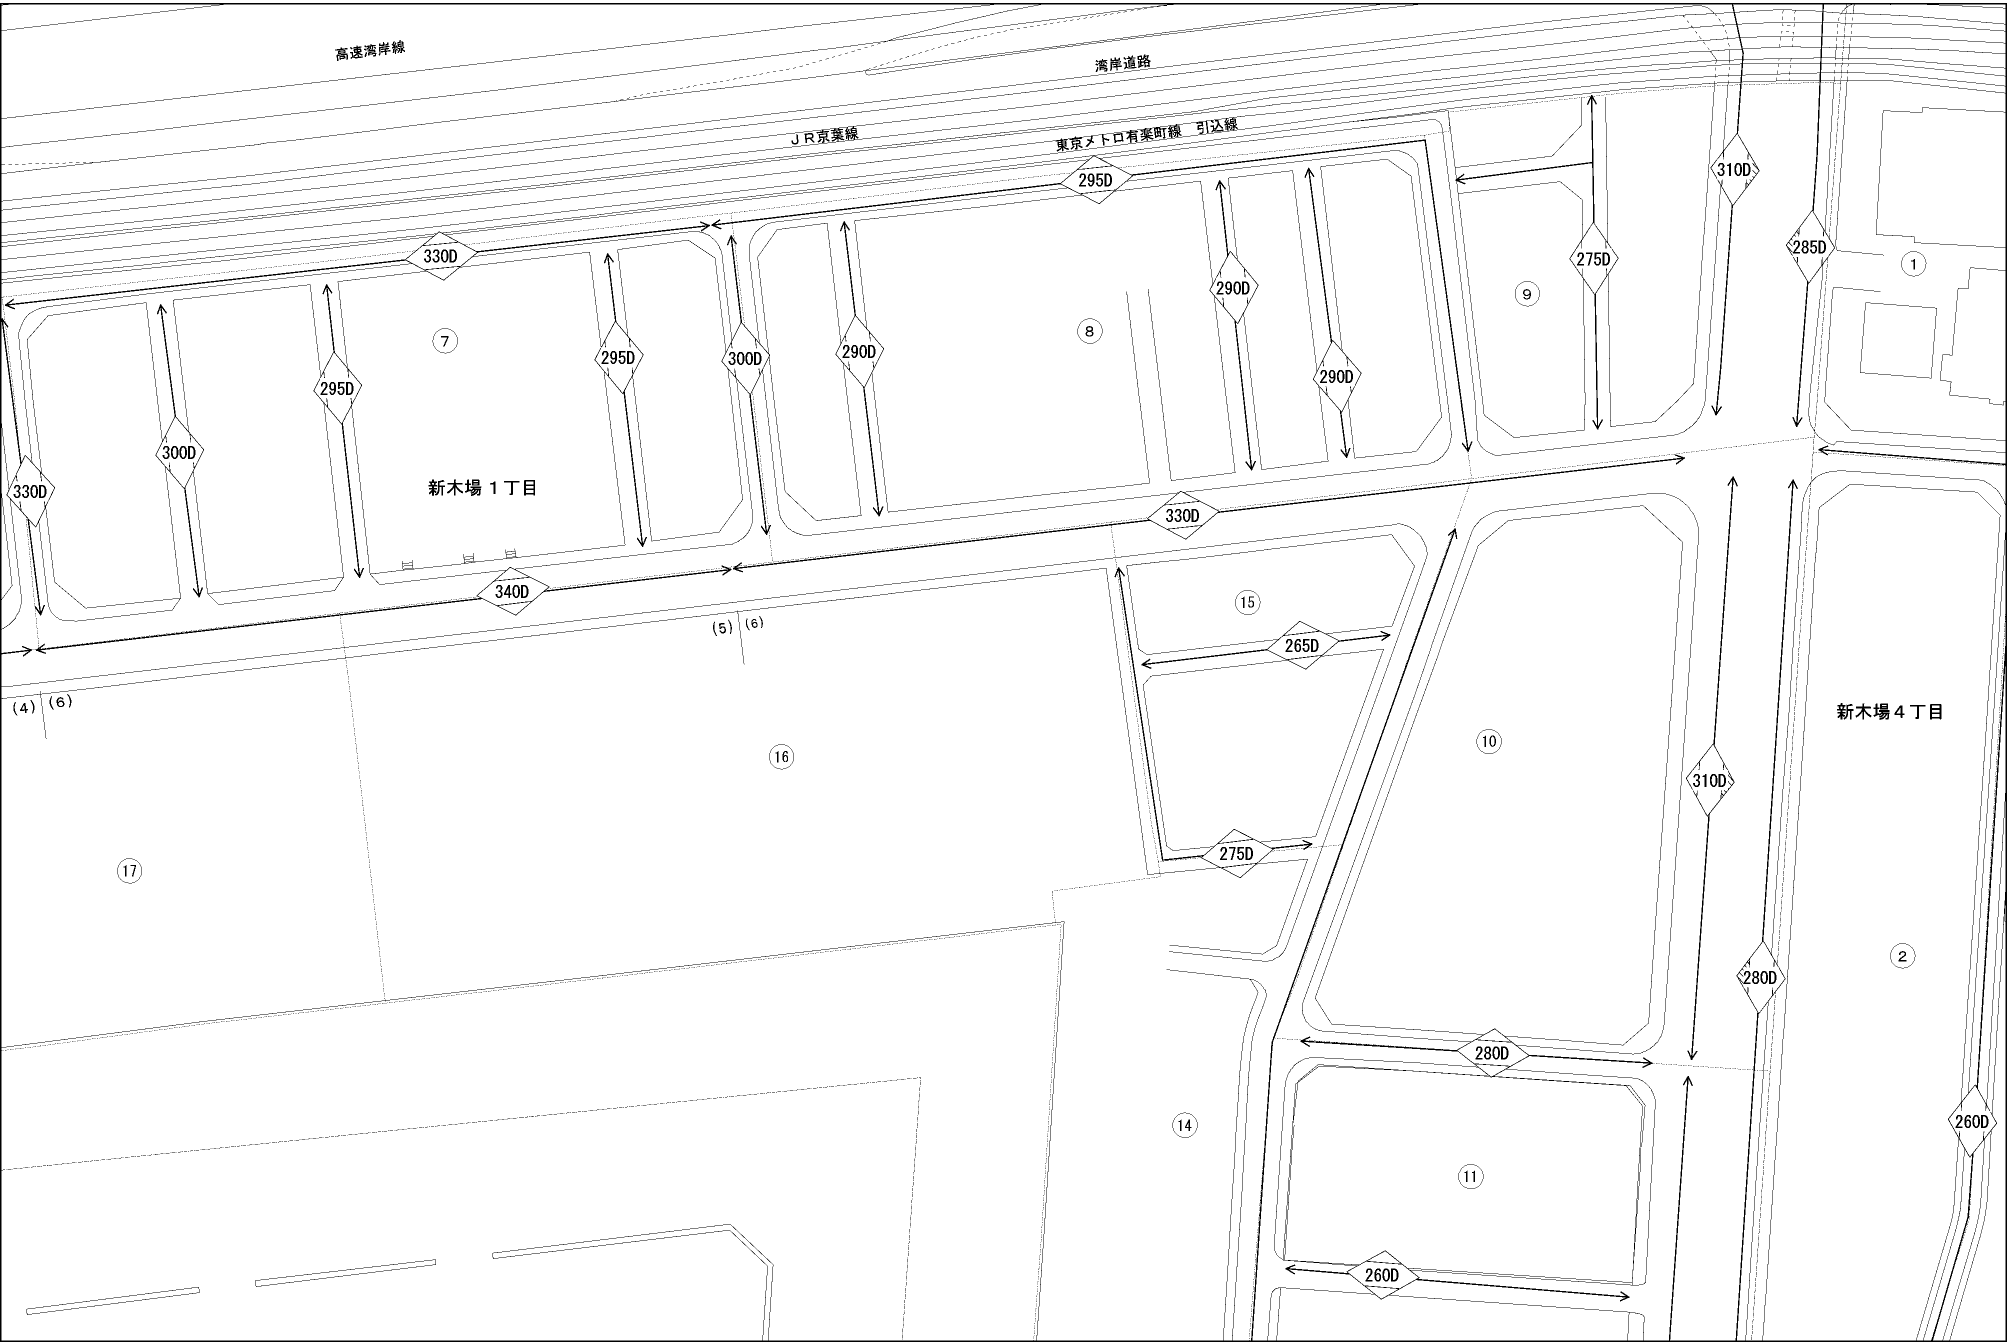 高速湾岸線
湾岸道路
ＪＲ京葉線
東京メトロ有楽町線　引込線
295D
310D
330D
285D
275D
①
290D
⑨
⑦
⑧
295D
300D
290D
295D
290D
300D
330D
新木場１丁目
330D
340D
⑮
(5) (6)
265D
(4) (6)
新木場４丁目
⑯
⑩
310D
⑰
275D
②
280D
280D
⑭
260D
⑪
260D